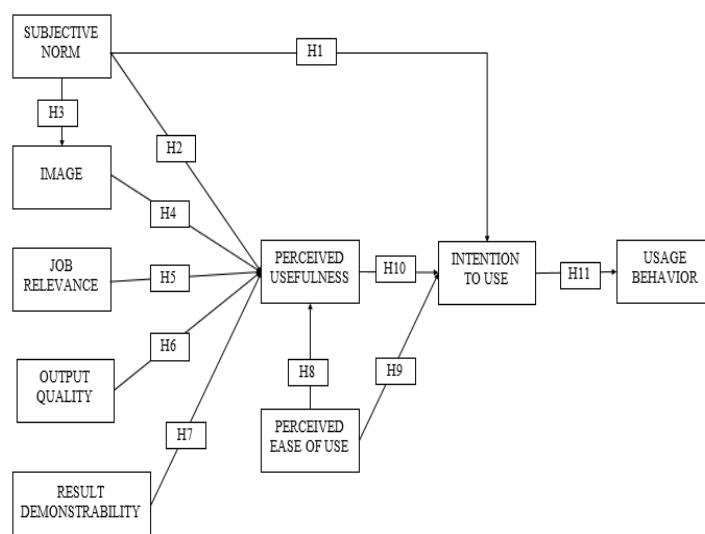 SUBJECTIVE
NORM
H1
H3
H2
IMAGE
H4
JOB
RELEVANCE
H5
PERCEIVED
USEFULNESS
H10
INTENTION
TO USE
H11
USAGE
BEHAVIOR
H6
OUTPUT
QUALITY
H8
H9
H7
PERCEIVED
EASE OF USE
RESULT
DEMONSTRABILITY